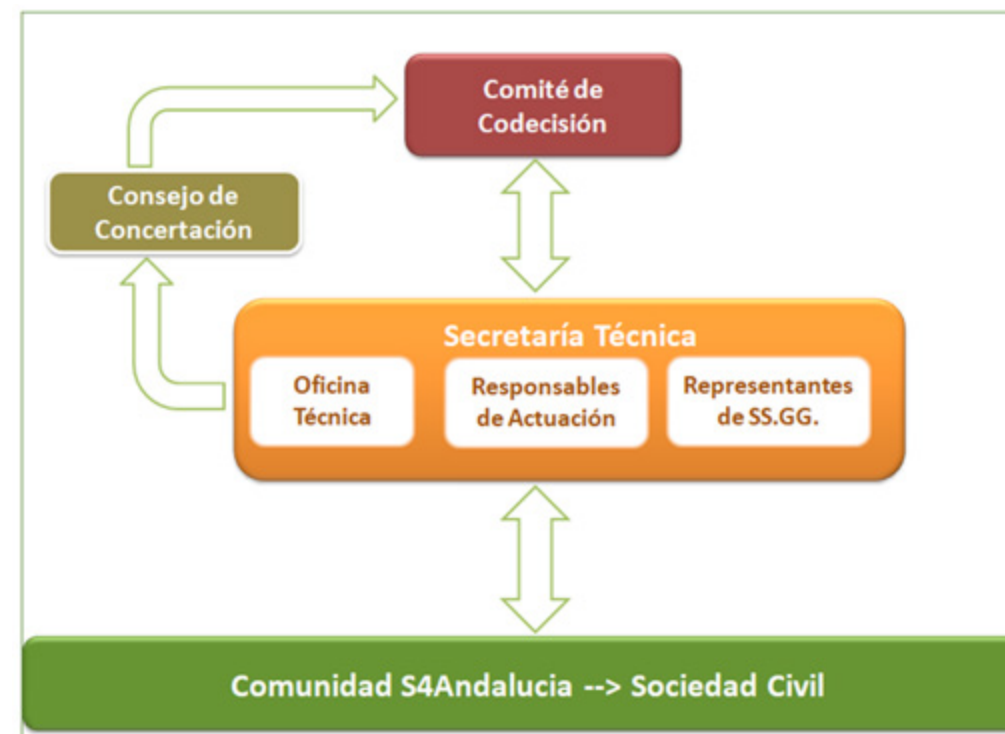 Comité de
Codecisión
Consejo de
Concertación
Secretaría Técnica
Oficina
Técnica
Responsables
de Actuación
Representantes
de SS.GG.
Comunidad S4Andalucia --> Sociedad Civil